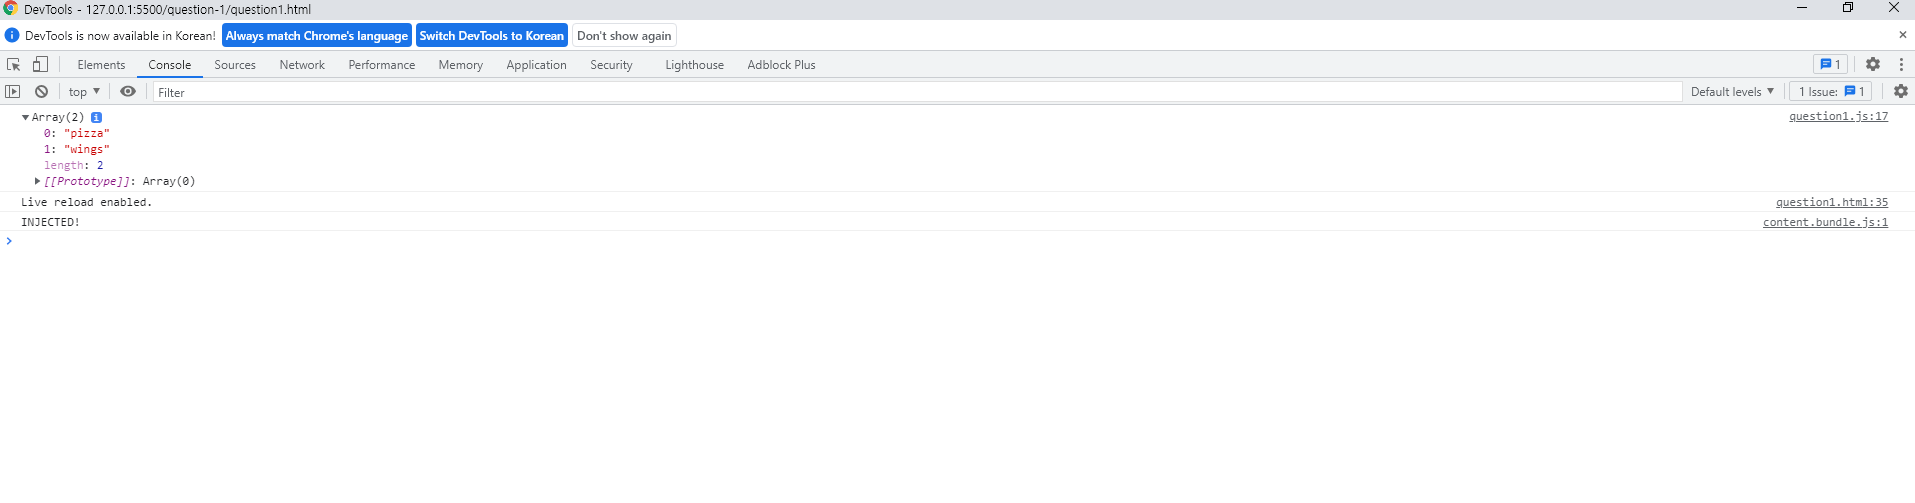 DevTools - 127.0.0.1:5500/question-1/question1.html
DevTools is now available in Korean! Always match Chrome's language Switch DevTools to Korean Don't show again
Elements Console Sources Network Performance Memory Application Security Lighthouse Adblock Plus 1
top Filter Default levels 1 Issue: 1
Array(2) i question1.js:17
0: "pizza"
1: "wings"
length: 2
[[Prototype]]: Array(0)
Live reload enabled. question1.html:35
INJECTED! content.bundle.js:1